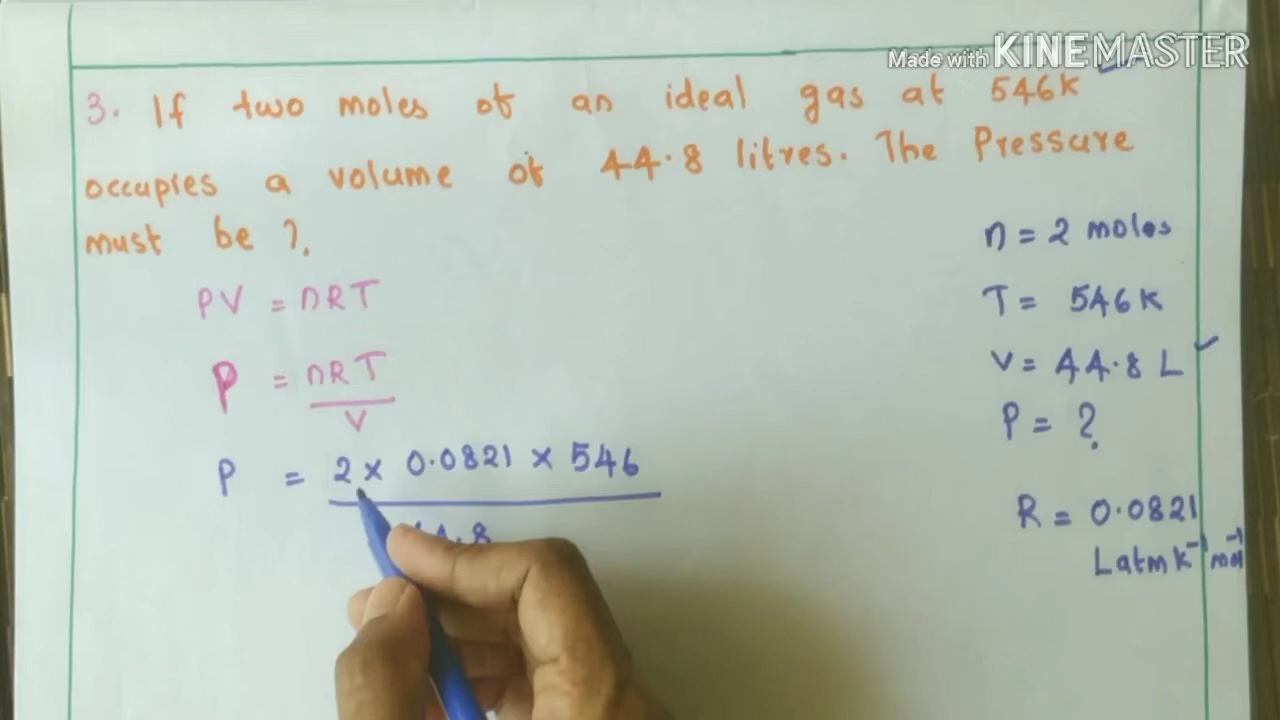 Made with KINEMASTER
3. If two moles of an ideal gas at 546K
occupies a volume of 44.8 litres. The Pressure
must be ?.
n = 2 moles
T = 546K
V = 44.8 L
P = ?
R = 0.0821
Latm K⁻¹ mol⁻¹
PV = nRT
P = nRT
V
P = 2 × 0.0821 × 546
4.8